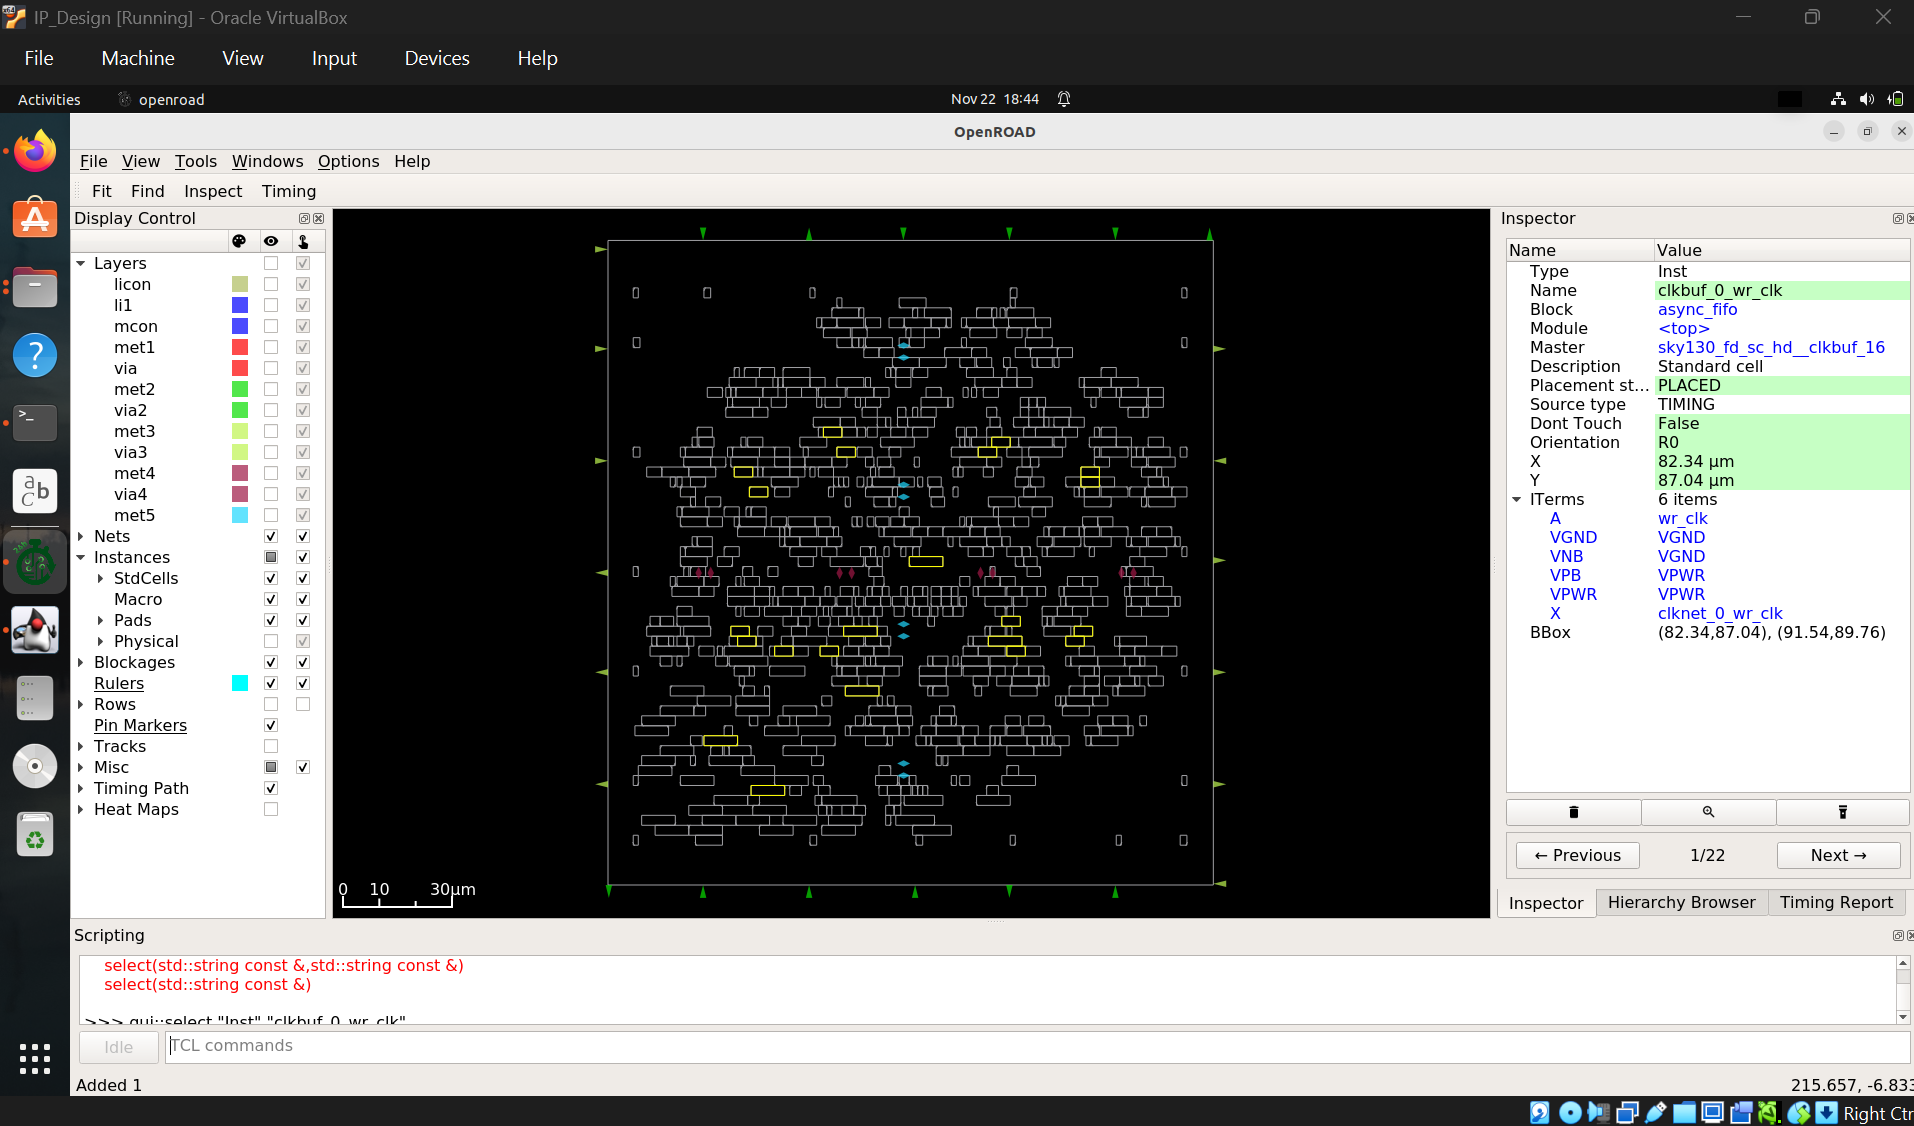 IP_Design [Running] - Oracle VirtualBox
File Machine View Input Devices Help
Activities openroad Nov 22 18:44
OpenROAD
File View Tools Windows Options Help
Fit Find Inspect Timing
Display Control
Layers
licon
li1
mcon
met1
via
met2
via2
met3
via3
met4
via4
met5
Nets
Instances
StdCells
Macro
Pads
Physical
Blockages
Rulers
Rows
Pin Markers
Tracks
Misc
Timing Path
Heat Maps
0 10 30μm
Inspector
Name Value
Type Inst
Name clkbuf_0_wr_clk
Block async_fifo
Module <top>
Master sky130_fd_sc_hd__clkbuf_16
Description Standard cell
Placement st... PLACED
Source type TIMING
Dont Touch False
Orientation R0
X 82.34 μm
Y 87.04 μm
ITerms 6 items
A wr_clk
VGND VGND
VNB VGND
VPB VPWR
VPWR VPWR
X clknet_0_wr_clk
BBox (82.34,87.04), (91.54,89.76)
← Previous 1/22 Next →
Inspector Hierarchy Browser Timing Report
Scripting
select(std::string const &,std::string const &)
select(std::string const &)
>>> gui::select "Inst" "clkbuf_0_wr_clk"
Idle TCL commands
Added 1 215.657, -6.833
Right Ctr